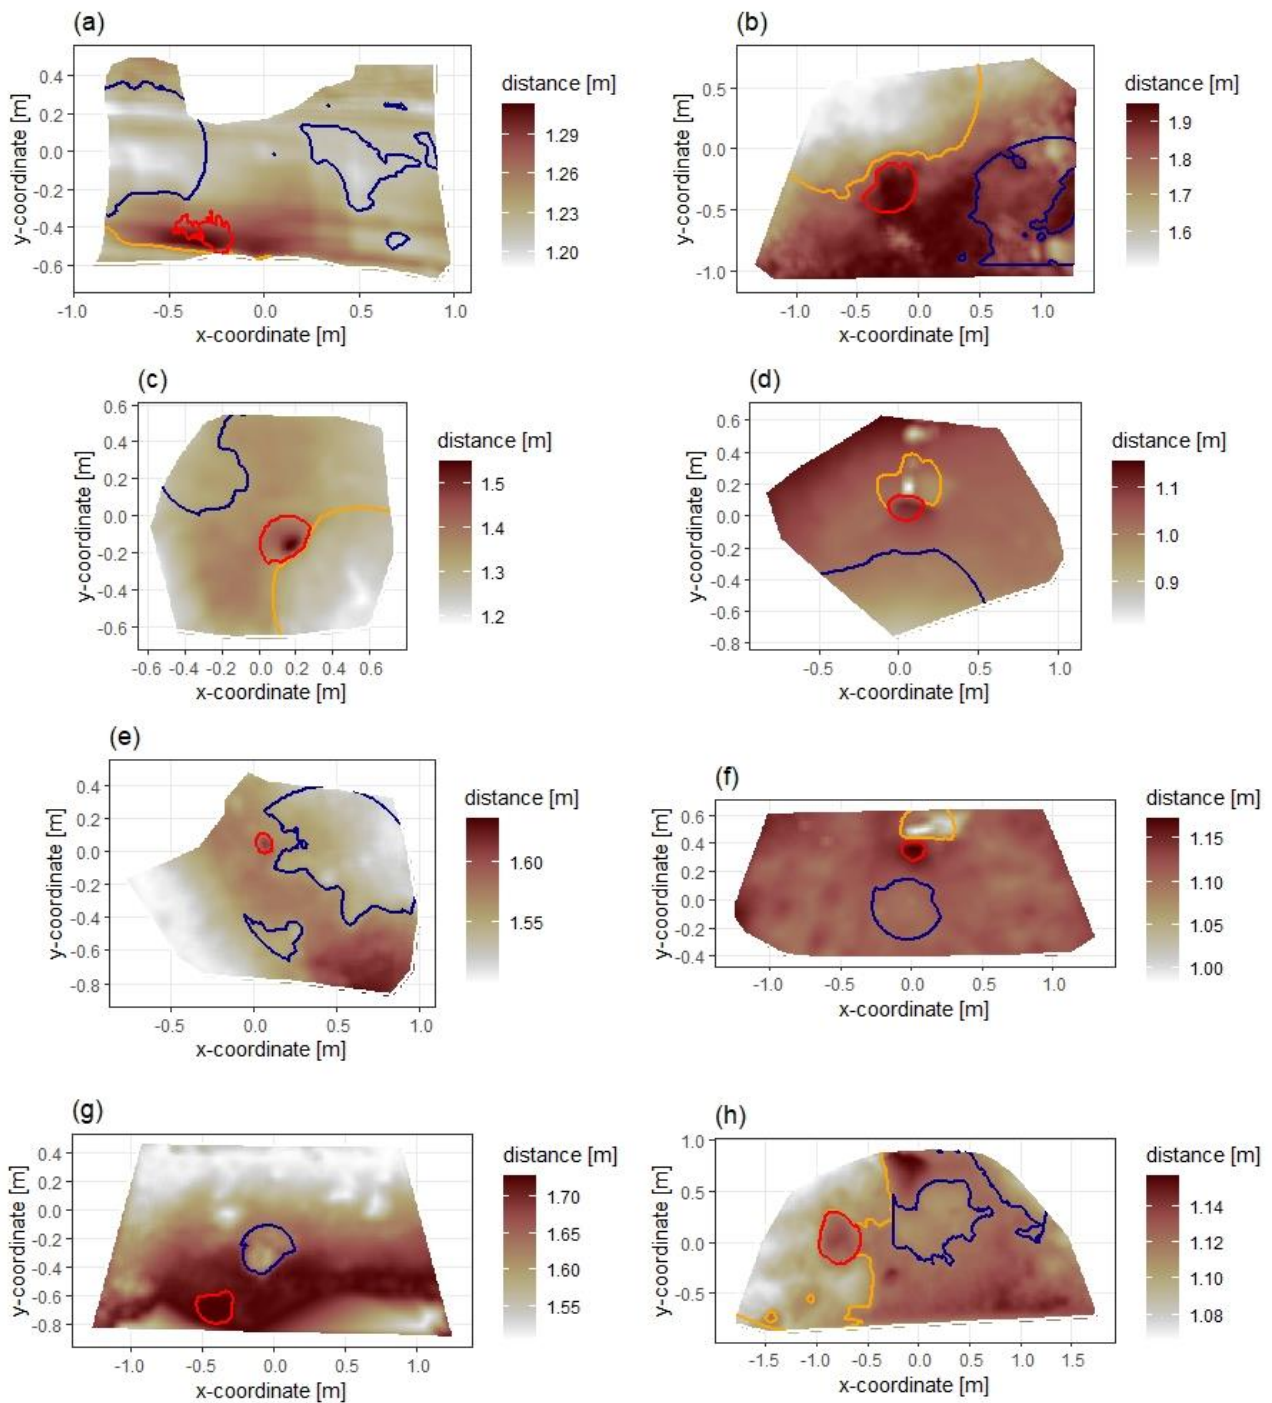 (a)
distance [m]
1.29
1.26
1.23
1.20
y-coordinate [m]
0.4
0.2
0.0
-0.2
-0.4
-0.6
-1.0 -0.5 0.0 0.5 1.0
x-coordinate [m]
(b)
distance [m]
1.9
1.8
1.7
1.6
y-coordinate [m]
0.5
0.0
-0.5
-1.0
-1.0 -0.5 0.0 0.5 1.0
x-coordinate [m]
(c)
distance [m]
1.5
1.4
1.3
1.2
y-coordinate [m]
0.6
0.4
0.2
0.0
-0.2
-0.4
-0.6
-0.6 -0.4 -0.2 0.0 0.2 0.4 0.6
x-coordinate [m]
(d)
distance [m]
1.1
1.0
0.9
y-coordinate [m]
0.6
0.4
0.2
0.0
-0.2
-0.4
-0.6
-0.8
-0.5 0.0 0.5 1.0
x-coordinate [m]
(e)
distance [m]
1.60
1.55
y-coordinate [m]
0.4
0.2
0.0
-0.2
-0.4
-0.6
-0.8
-0.5 0.0 0.5 1.0
x-coordinate [m]
(f)
distance [m]
1.15
1.10
1.05
1.00
y-coordinate [m]
0.6
0.4
0.2
0.0
-0.2
-0.4
-1.0 -0.5 0.0 0.5 1.0
x-coordinate [m]
(g)
distance [m]
1.70
1.65
1.60
1.55
y-coordinate [m]
0.4
0.2
0.0
-0.2
-0.4
-0.6
-0.8
-1.0 -0.5 0.0 0.5 1.0
x-coordinate [m]
(h)
distance [m]
1.14
1.12
1.10
1.08
y-coordinate [m]
1.0
0.5
0.0
-0.5
-1.5 -1.0 -0.5 0.0 0.5 1.0 1.5
x-coordinate [m]